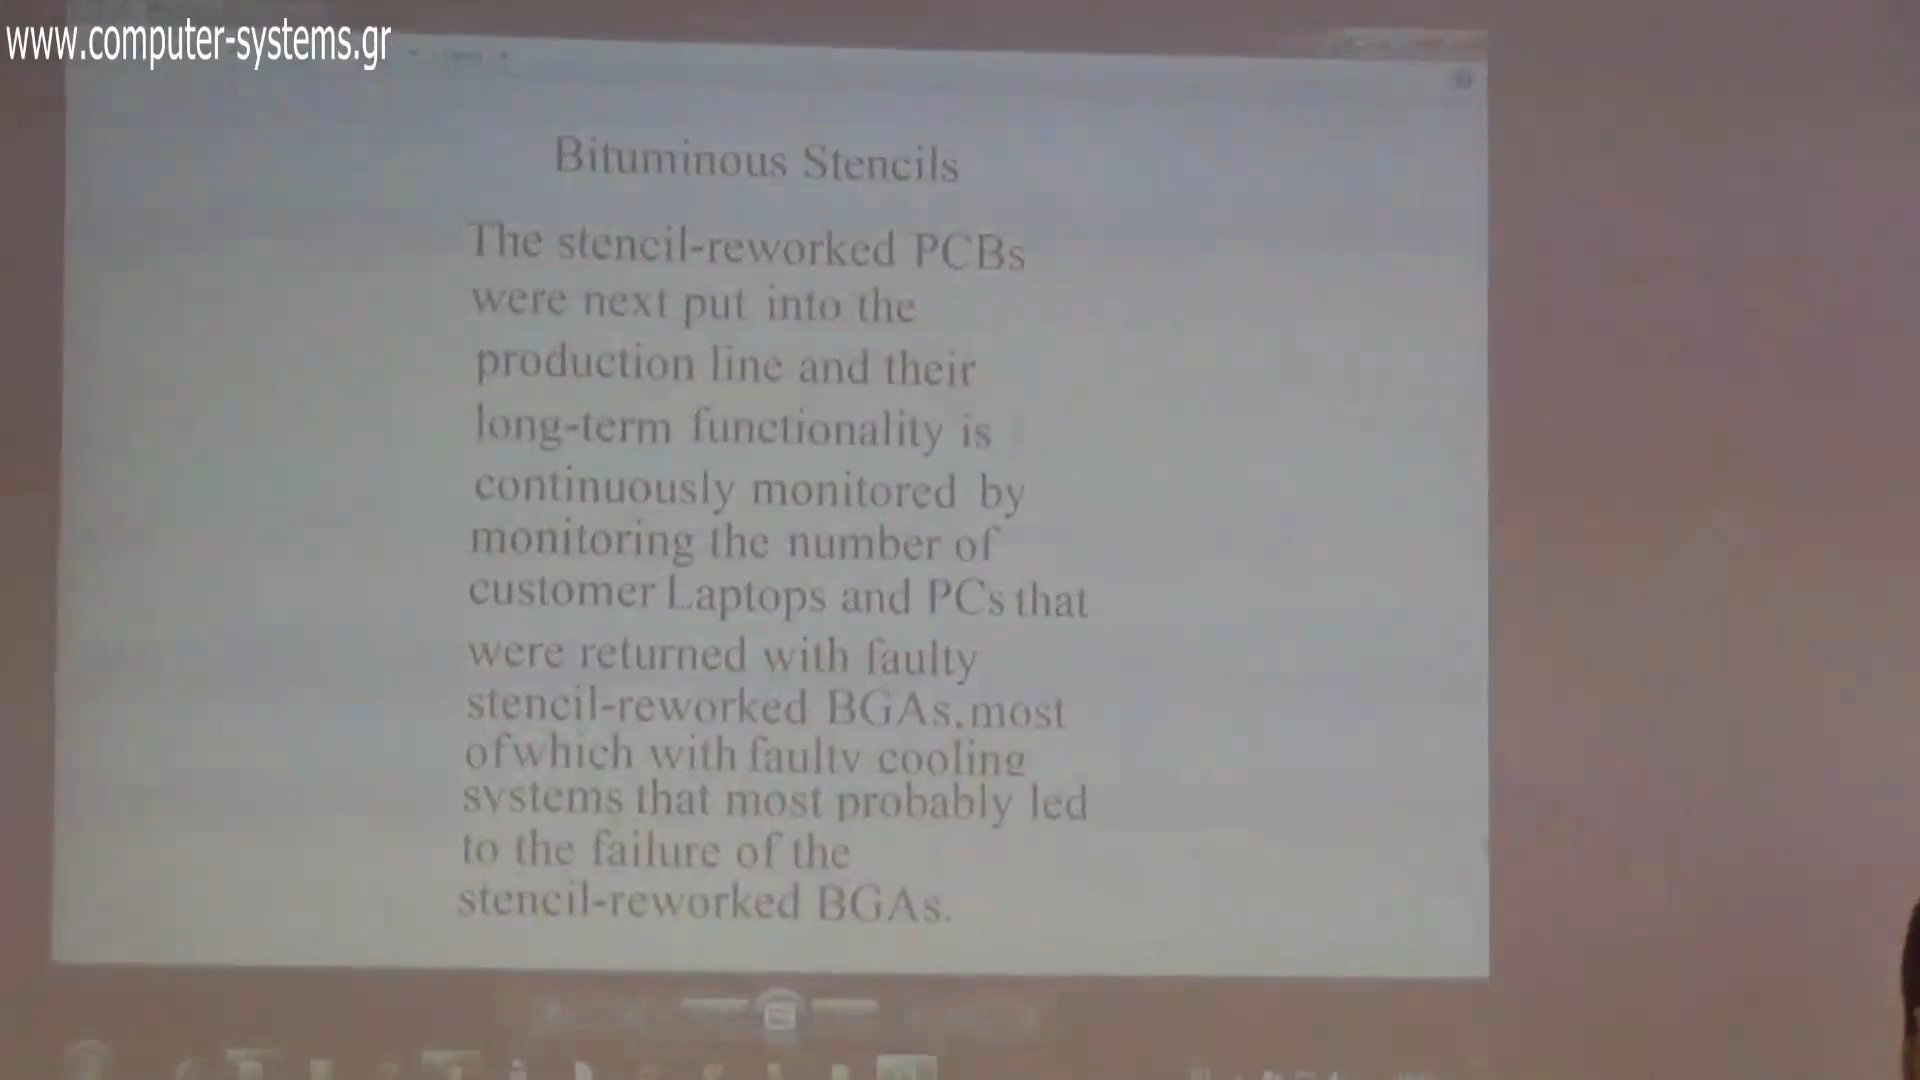 www.computer-systems.gr
Bituminous Stencils
The stencil-reworked PCBs
were next put into the
production line and their
long-term functionality is
continuously monitored by
monitoring the number of
customer Laptops and PCs that
were returned with faulty
stencil-reworked BGAs,most
ofwhich with faulty cooling
systems that most probably led
to the failure of the
stencil-reworked BGAs.